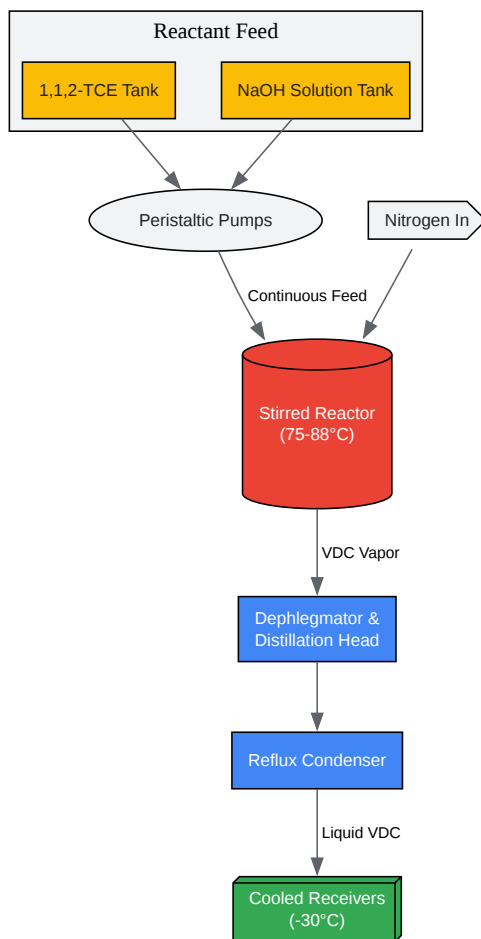 Reactant Feed
1,1,2-TCE Tank
NaOH Solution Tank
Peristaltic Pumps
Nitrogen In
Continuous Feed
Stirred Reactor
(75-88°C)
VDC Vapor
Dephlegmator &
Distillation Head
Reflux Condenser
Liquid VDC
Cooled Receivers
(-30°C)